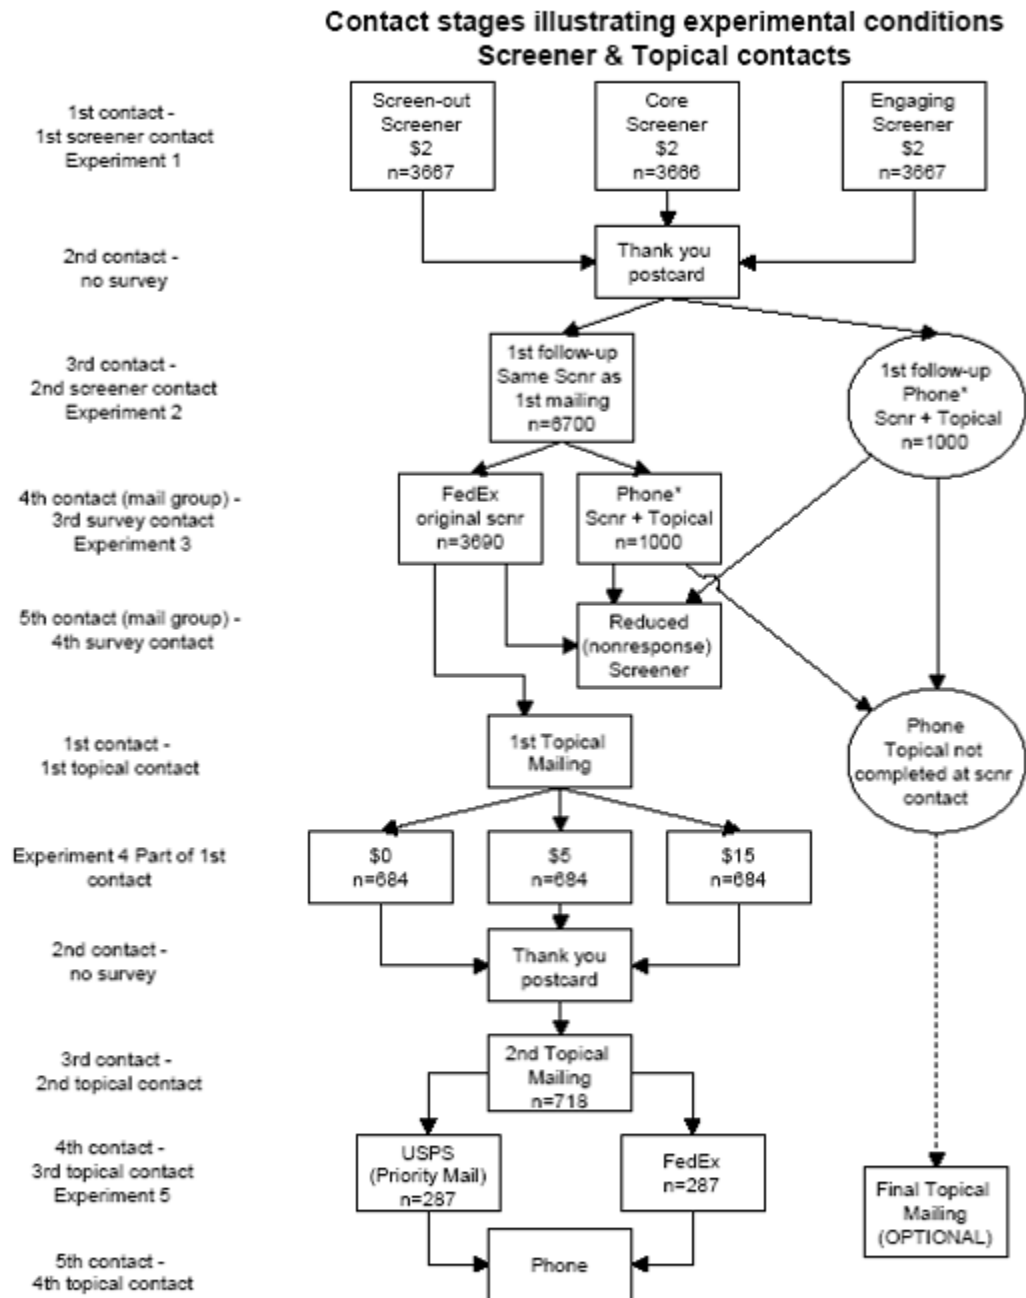 Contact stages illustrating experimental conditions
Screener & Topical contacts
1st contact -
1st screener contact
Experiment 1
Screen-out
Screener
$2
n=3667
Core
Screener
$2
n=3666
Engaging
Screener
$2
n=3667
2nd contact -
no survey
Thank you
postcard
3rd contact -
2nd screener contact
Experiment 2
1st follow-up
Same Scnr as
1st mailing
n=6700
1st follow-up
Phone*
Scnr + Topical
n=1000
4th contact (mail group) -
3rd survey contact
Experiment 3
FedEx
original scnr
n=3690
Phone*
Scnr + Topical
n=1000
5th contact (mail group) -
4th survey contact
Reduced
(nonresponse)
Screener
1st contact -
1st topical contact
1st Topical
Mailing
Phone
Topical not
completed at scnr
contact
Experiment 4 Part of 1st
contact
$0
n=684
$5
n=684
$15
n=684
2nd contact -
no survey
Thank you
postcard
3rd contact -
2nd topical contact
2nd Topical
Mailing
n=718
4th contact -
3rd topical contact
Experiment 5
USPS
(Priority Mail)
n=287
FedEx
n=287
Final Topical
Mailing
(OPTIONAL)
5th contact -
4th topical contact
Phone